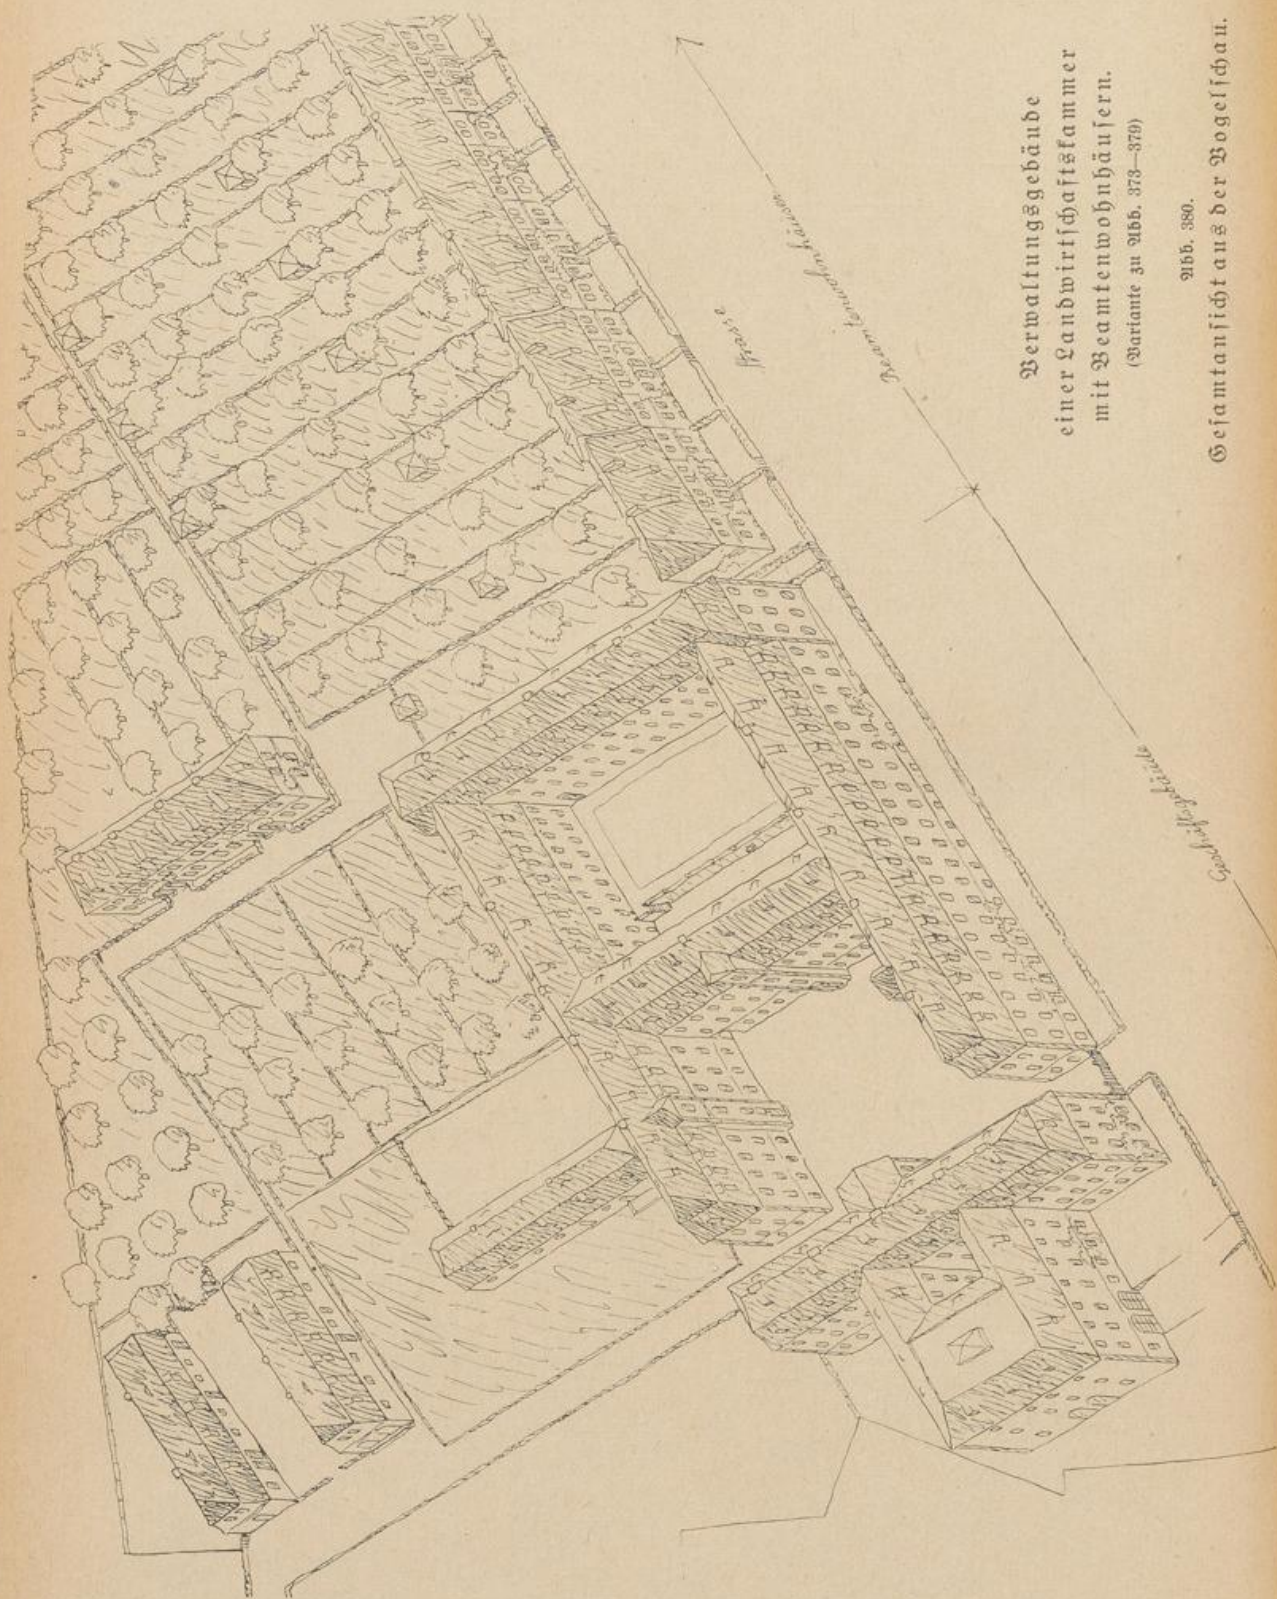 Verwaltungsgebäude
einer Landwirtschaftskammer
mit Beamtenwohnhäusern.
(Variante zu Abb. 373—379)
Abb. 380.
Gesamtansicht aus der Vogelschau.
Strasse
Beamtenwohnhäuser
Geschäftsgebäude